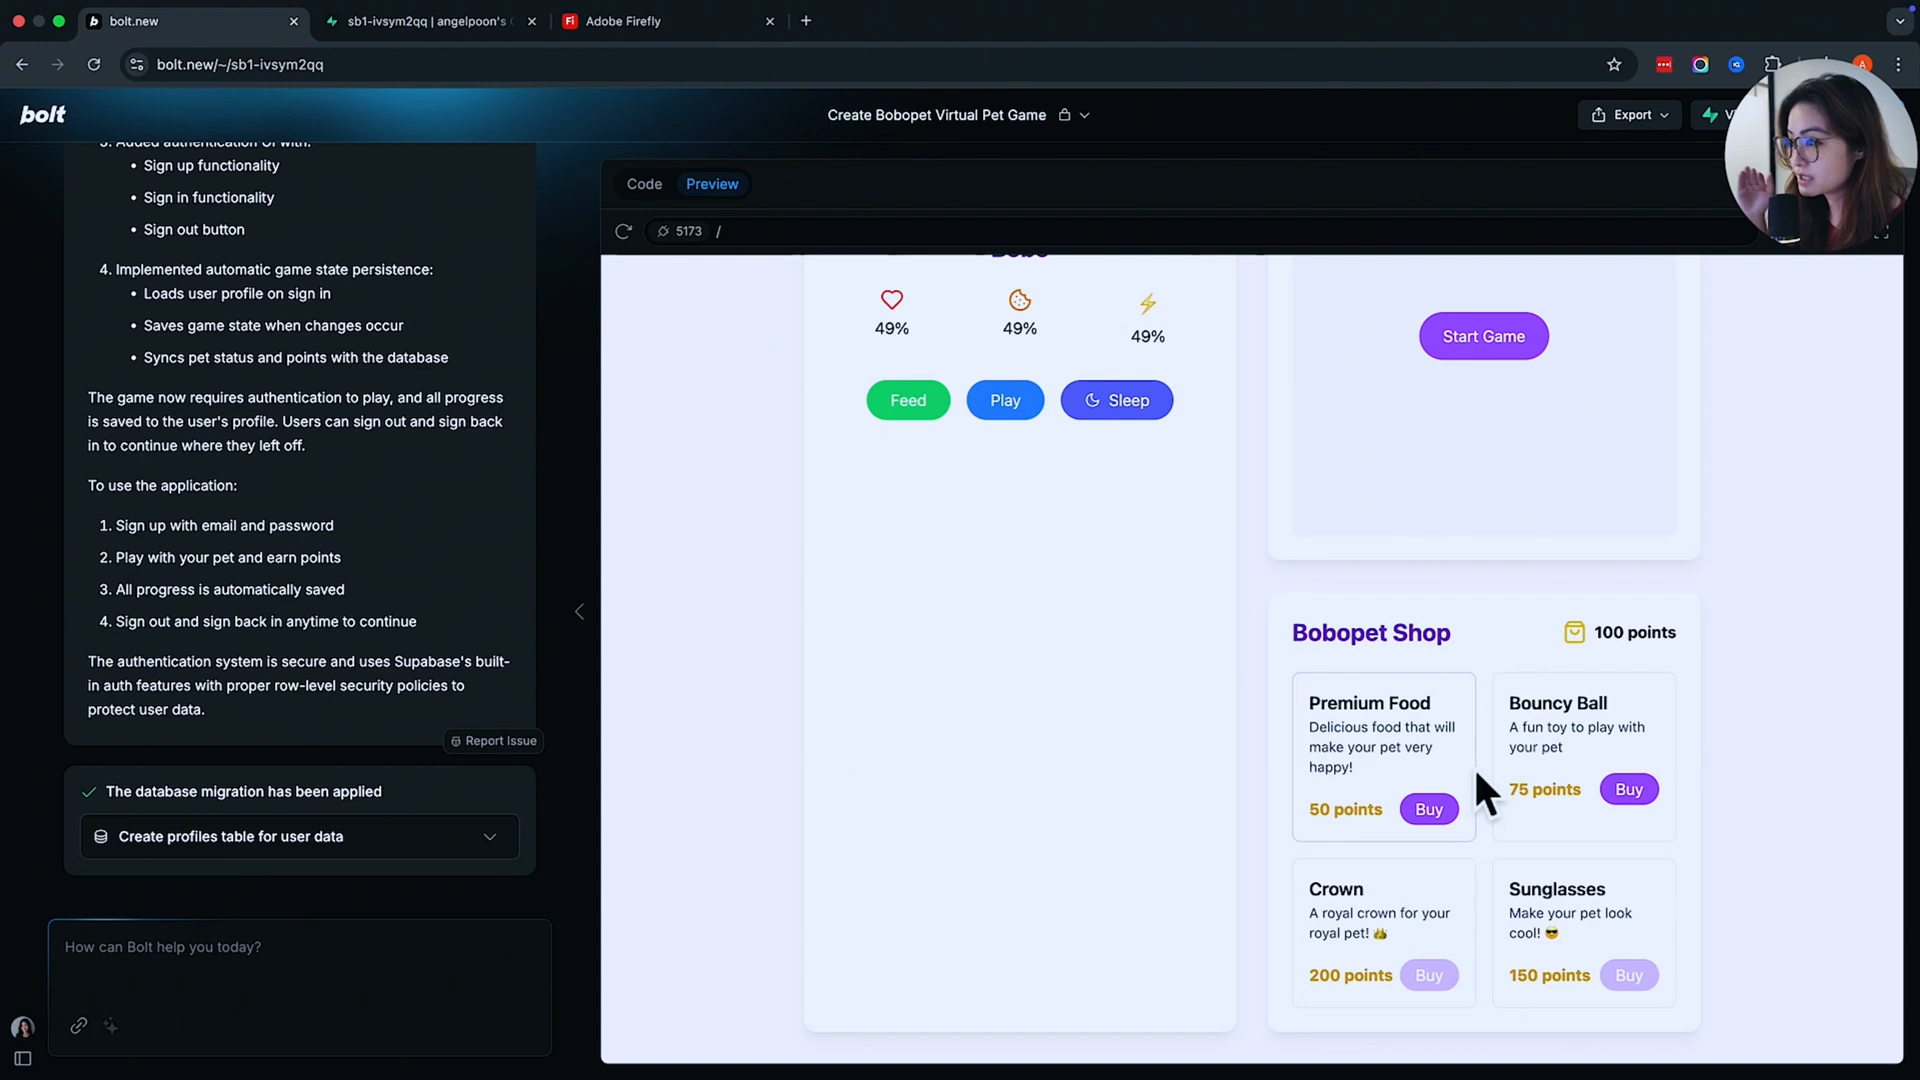 bolt.new
sb1-ivsym2qq | angelpoon's
Adobe Firefly
bolt.new/~/sb1-ivsym2qq
bolt
Create Bobopet Virtual Pet Game
Export
3. Added authentication UI with:
• Sign up functionality
• Sign in functionality
• Sign out button
4. Implemented automatic game state persistence:
• Loads user profile on sign in
• Saves game state when changes occur
• Syncs pet status and points with the database
The game now requires authentication to play, and all progress
is saved to the user's profile. Users can sign out and sign back
in to continue where they left off.
To use the application:
1. Sign up with email and password
2. Play with your pet and earn points
3. All progress is automatically saved
4. Sign out and sign back in anytime to continue
The authentication system is secure and uses Supabase's built-
in auth features with proper row-level security policies to
protect user data.
Report Issue
The database migration has been applied
Create profiles table for user data
How can Bolt help you today?
Code
Preview
5173 /
Bobo
49%
49%
49%
Feed
Play
Sleep
Start Game
Bobopet Shop
100 points
Premium Food
Delicious food that will
make your pet very
happy!
50 points
Buy
Bouncy Ball
A fun toy to play with
your pet
75 points
Buy
Crown
A royal crown for your
royal pet! 👑
200 points
Buy
Sunglasses
Make your pet look
cool! 😎
150 points
Buy